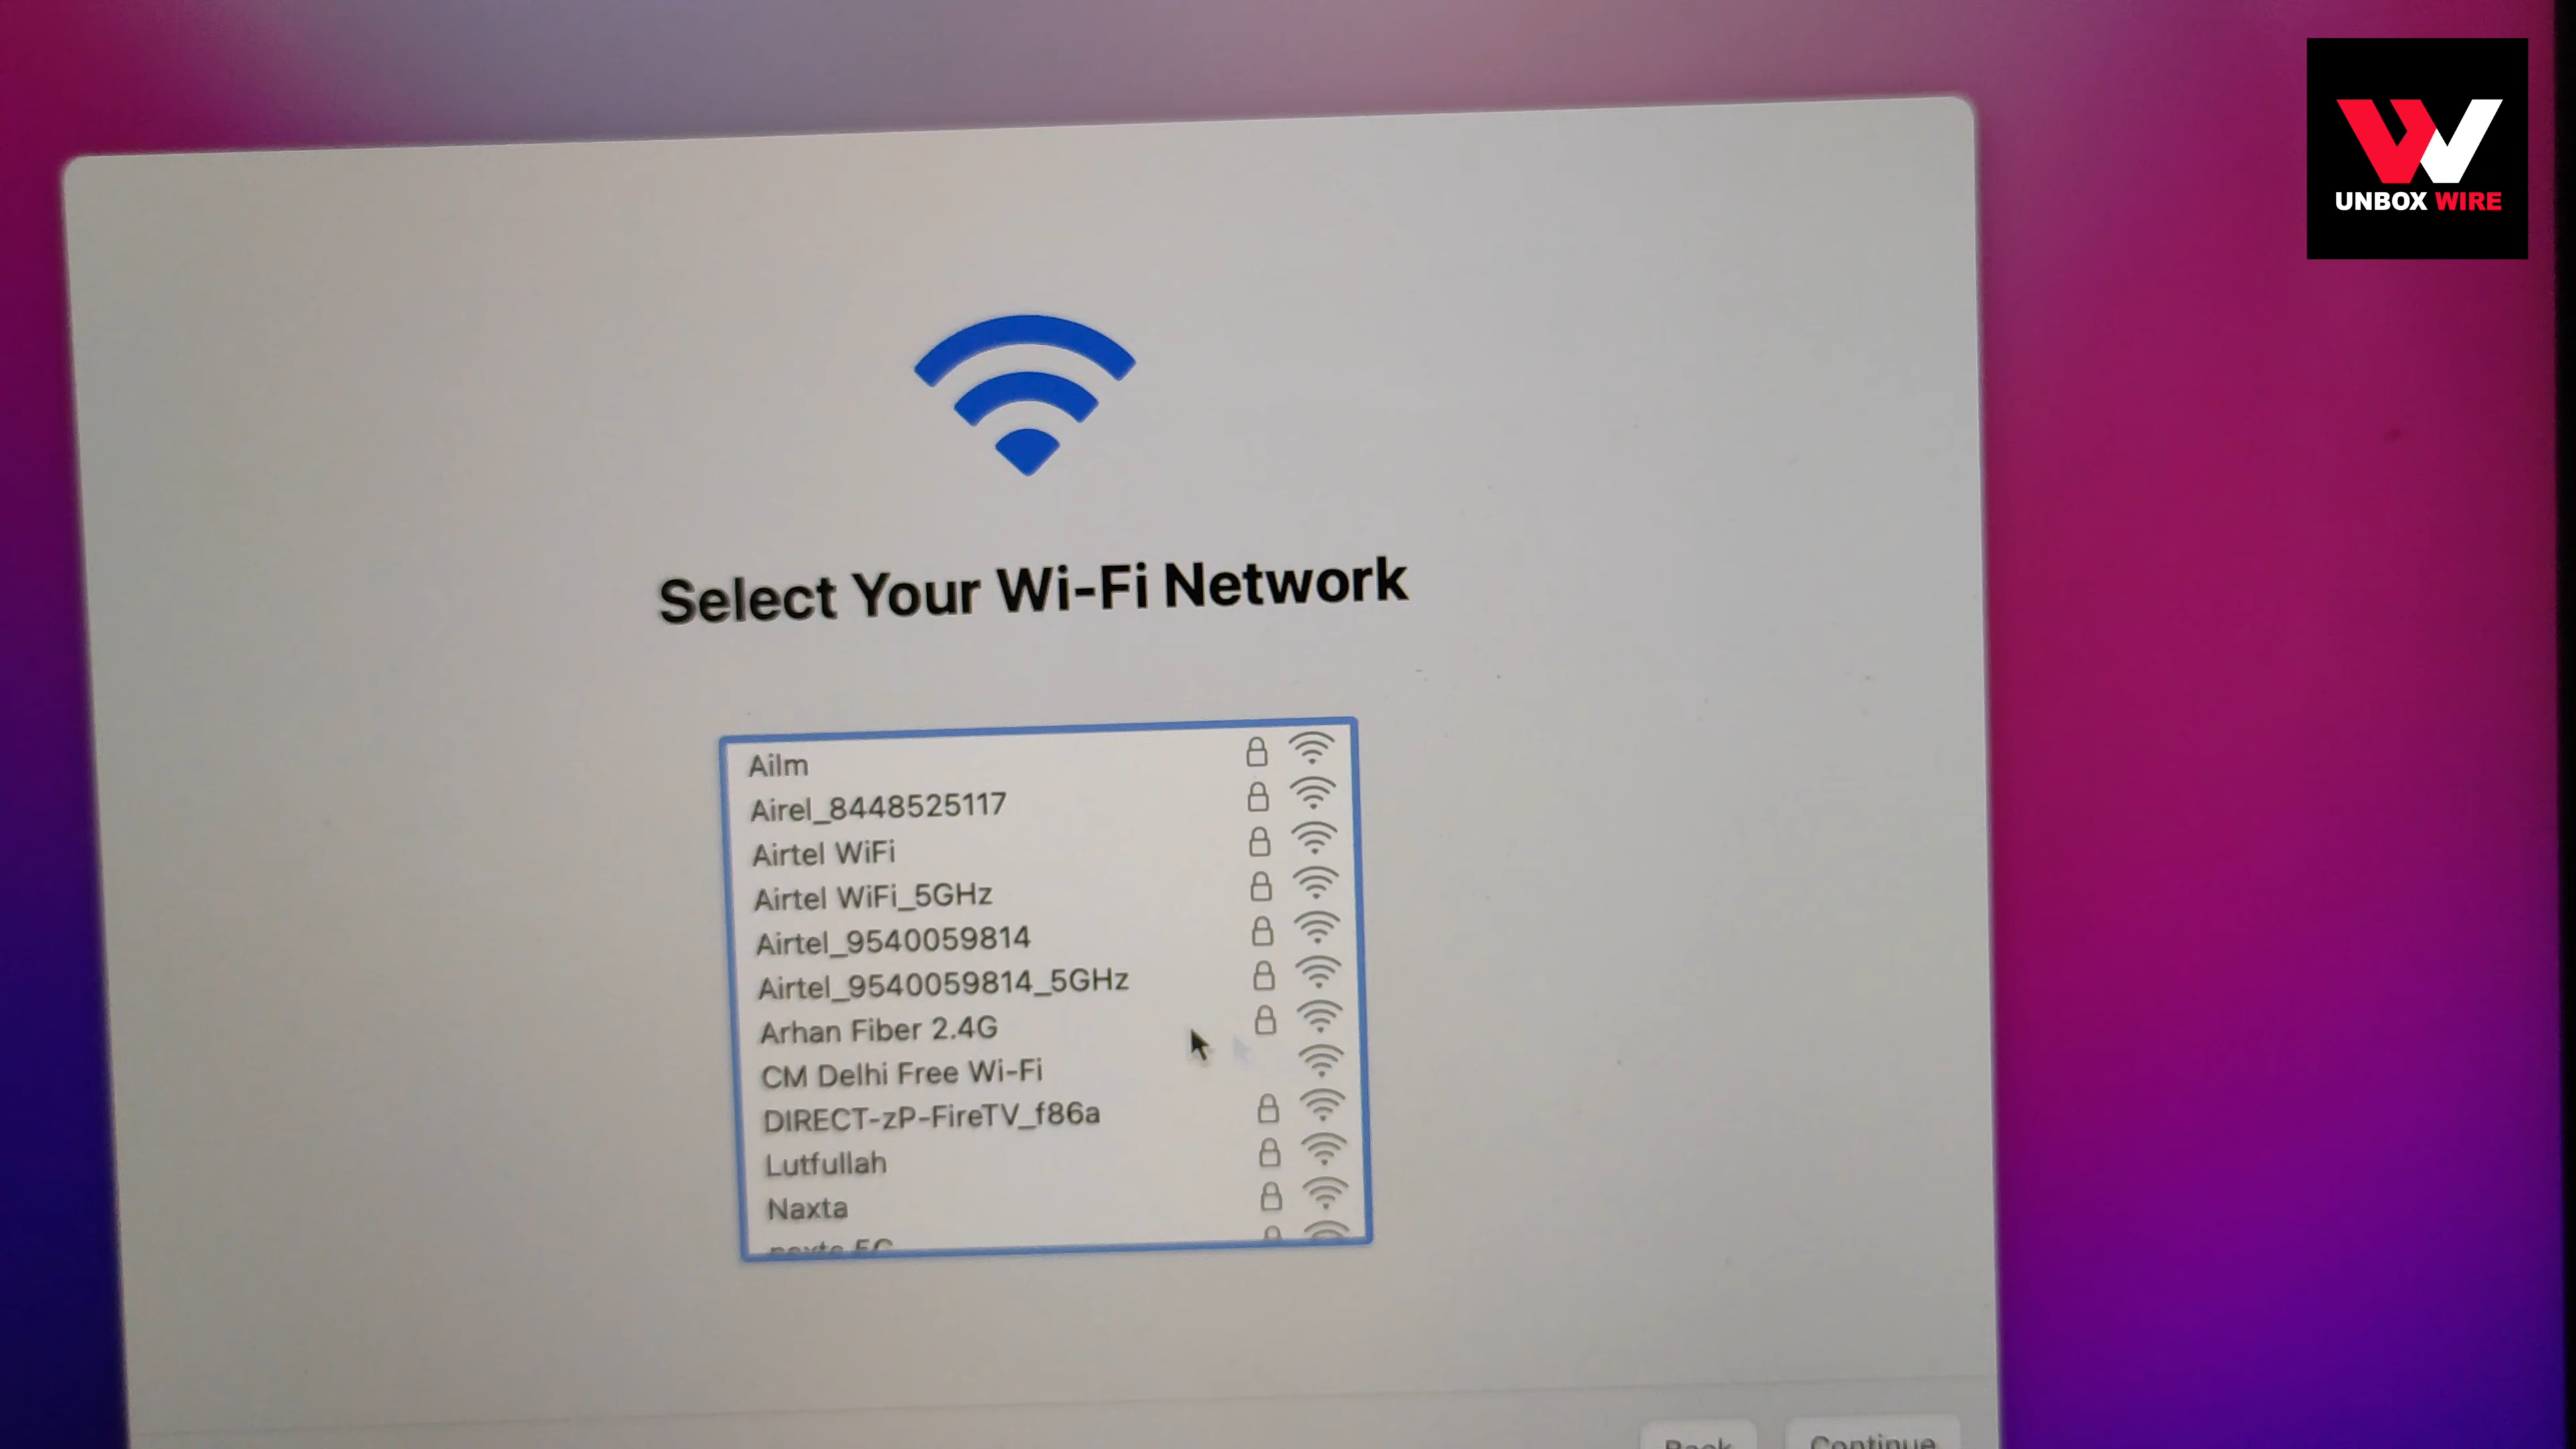 UNBOX WIRE
Select Your Wi-Fi Network
Ailm
Airel_8448525117
Airtel WiFi
Airtel WiFi_5GHz
Airtel_9540059814
Airtel_9540059814_5GHz
Arhan Fiber 2.4G
CM Delhi Free Wi-Fi
DIRECT-zP-FireTV_f86a
Lutfullah
Naxta
Back
Continue